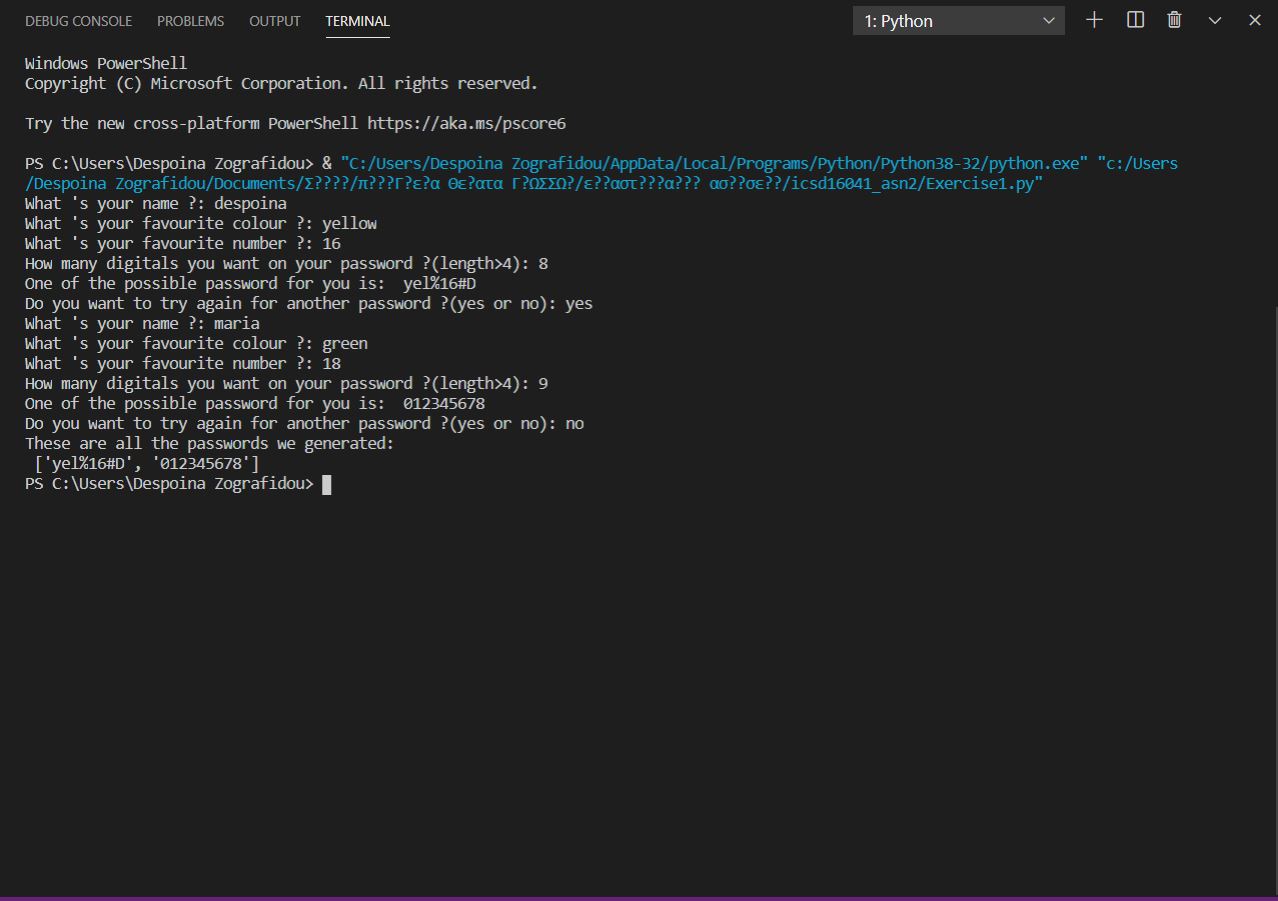 DEBUG CONSOLE PROBLEMS OUTPUT TERMINAL 1: Python
Windows PowerShell
Copyright (C) Microsoft Corporation. All rights reserved.
Try the new cross-platform PowerShell https://aka.ms/pscore6
PS C:\Users\Despoina Zografidou> & "C:/Users/Despoina Zografidou/AppData/Local/Programs/Python/Python38-32/python.exe" "c:/Users
/Despoina Zografidou/Documents/Σ????/π???Γ?ε?α Θε?ατα Γ?ΩΣΣΩ?/ε??αστ???α??? ασ??σε??/icsd16041_asn2/Exercise1.py"
What 's your name ?: despoina
What 's your favourite colour ?: yellow
What 's your favourite number ?: 16
How many digitals you want on your password ?(length>4): 8
One of the possible password for you is:  yel%16#D
Do you want to try again for another password ?(yes or no): yes
What 's your name ?: maria
What 's your favourite colour ?: green
What 's your favourite number ?: 18
How many digitals you want on your password ?(length>4): 9
One of the possible password for you is:  012345678
Do you want to try again for another password ?(yes or no): no
These are all the passwords we generated:
 ['yel%16#D', '012345678']
PS C:\Users\Despoina Zografidou>